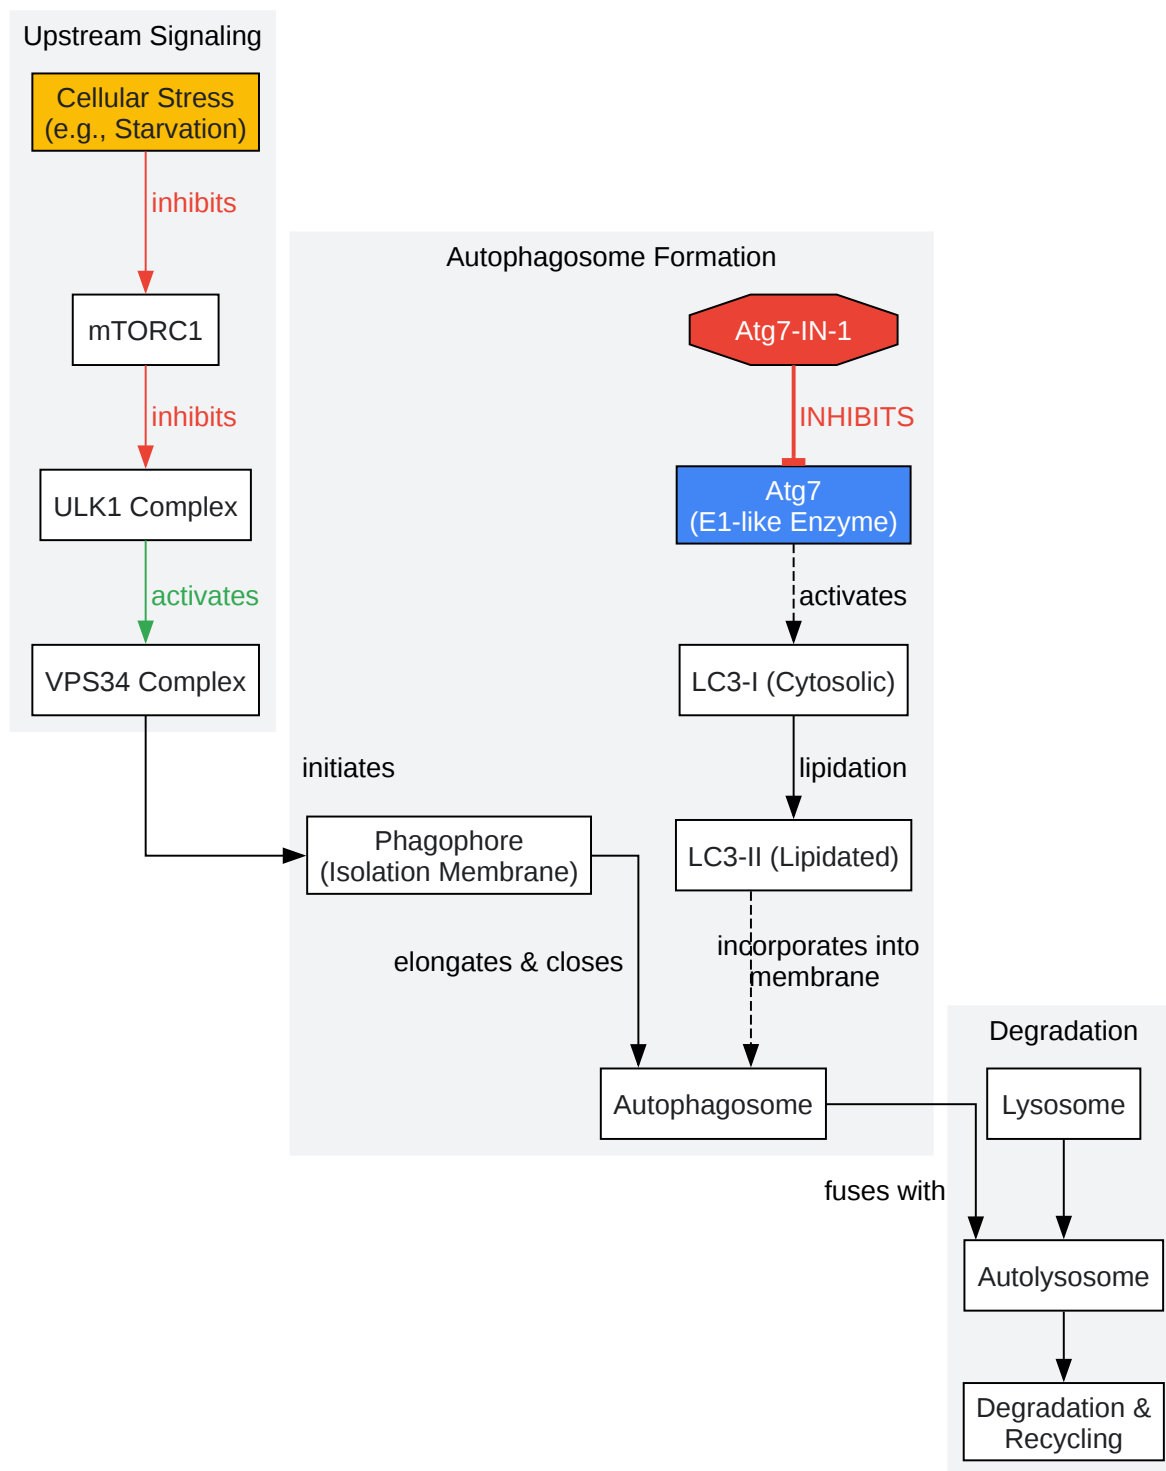 Upstream Signaling
Cellular Stress
(e.g., Starvation)
inhibits
mTORC1
inhibits
ULK1 Complex
activates
VPS34 Complex
initiates
Autophagosome Formation
Atg7-IN-1
INHIBITS
Atg7
(E1-like Enzyme)
activates
LC3-I (Cytosolic)
lipidation
LC3-II (Lipidated)
Phagophore
(Isolation Membrane)
elongates & closes
incorporates into
membrane
Autophagosome
fuses with
Degradation
Lysosome
Autolysosome
Degradation &
Recycling